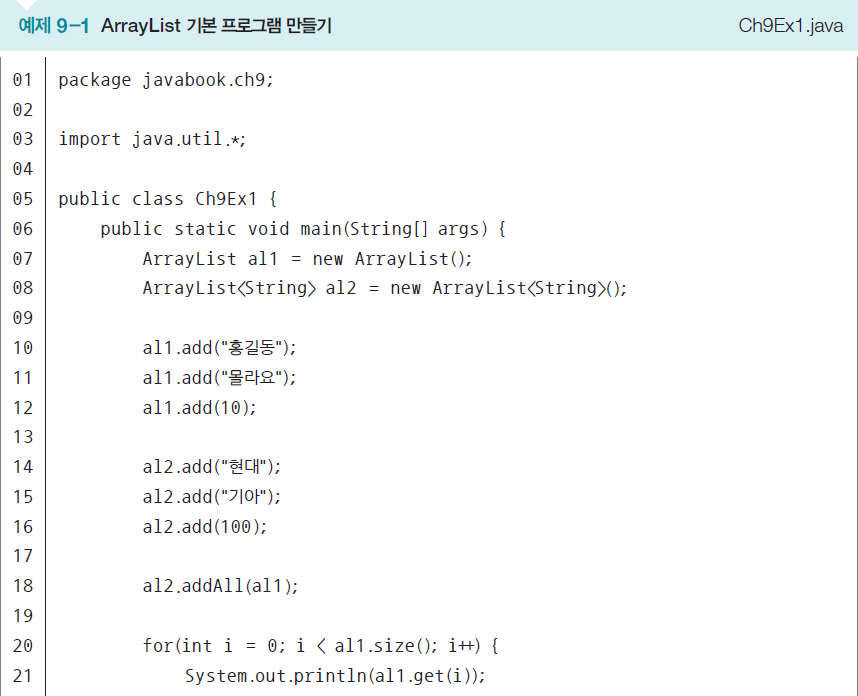 예제 9-1 ArrayList 기본 프로그램 만들기 Ch9Ex1.java
01 package javabook.ch9;
02
03 import java.util.*;
04
05 public class Ch9Ex1 {
06 public static void main(String[] args) {
07 ArrayList al1 = new ArrayList();
08 ArrayList<String> al2 = new ArrayList<String>();
09
10 al1.add("홍길동");
11 al1.add("몰라요");
12 al1.add(10);
13
14 al2.add("현대");
15 al2.add("기아");
16 al2.add(100);
17
18 al2.addAll(al1);
19
20 for(int i = 0; i < al1.size(); i++) {
21 System.out.println(al1.get(i));